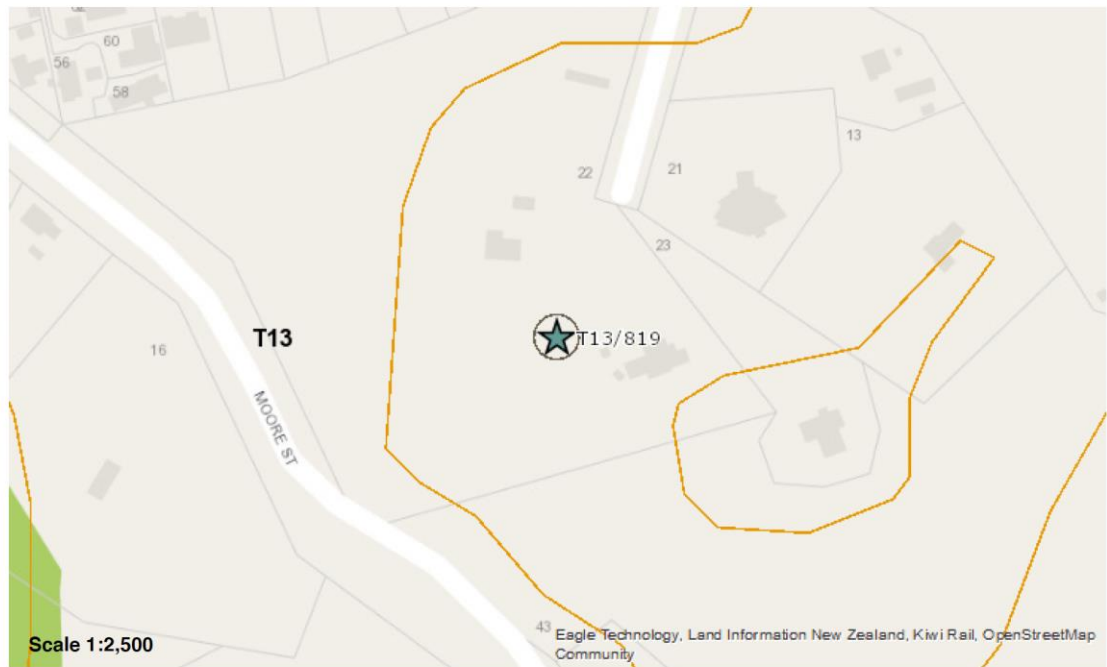 60
56
58
13
22
21
23
T13/819
T13
16
MOORE ST
43
Scale 1:2,500
Eagle Technology, Land Information New Zealand, Kiwi Rail, OpenStreetMap
Community